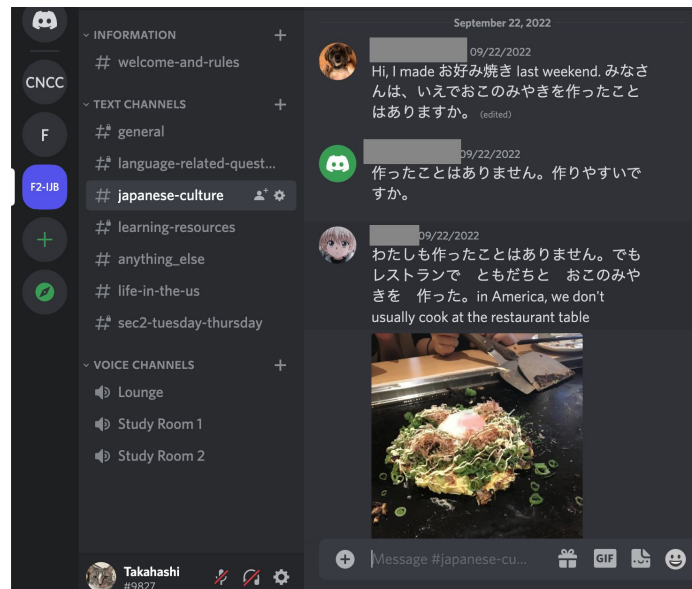 September 22, 2022
INFORMATION
welcome-and-rules
TEXT CHANNELS
general
language-related-quest...
japanese-culture
learning-resources
anything_else
life-in-the-us
sec2-tuesday-thursday
VOICE CHANNELS
Lounge
Study Room 1
Study Room 2
CNCC
F
F2-IJB
09/22/2022
Hi, I made お好み焼き last weekend. みなさ
んは、いえでおこのみやきを作ったこと
はありますか。 (edited)
09/22/2022
作ったことはありません。作りやすいで
すか。
09/22/2022
わたしも作ったことはありません。でも
レストランで　ともだちと　おこのみや
きを　作った。in America, we don't
usually cook at the restaurant table
Message #japanese-cu...
GIF
Takahashi
#9827